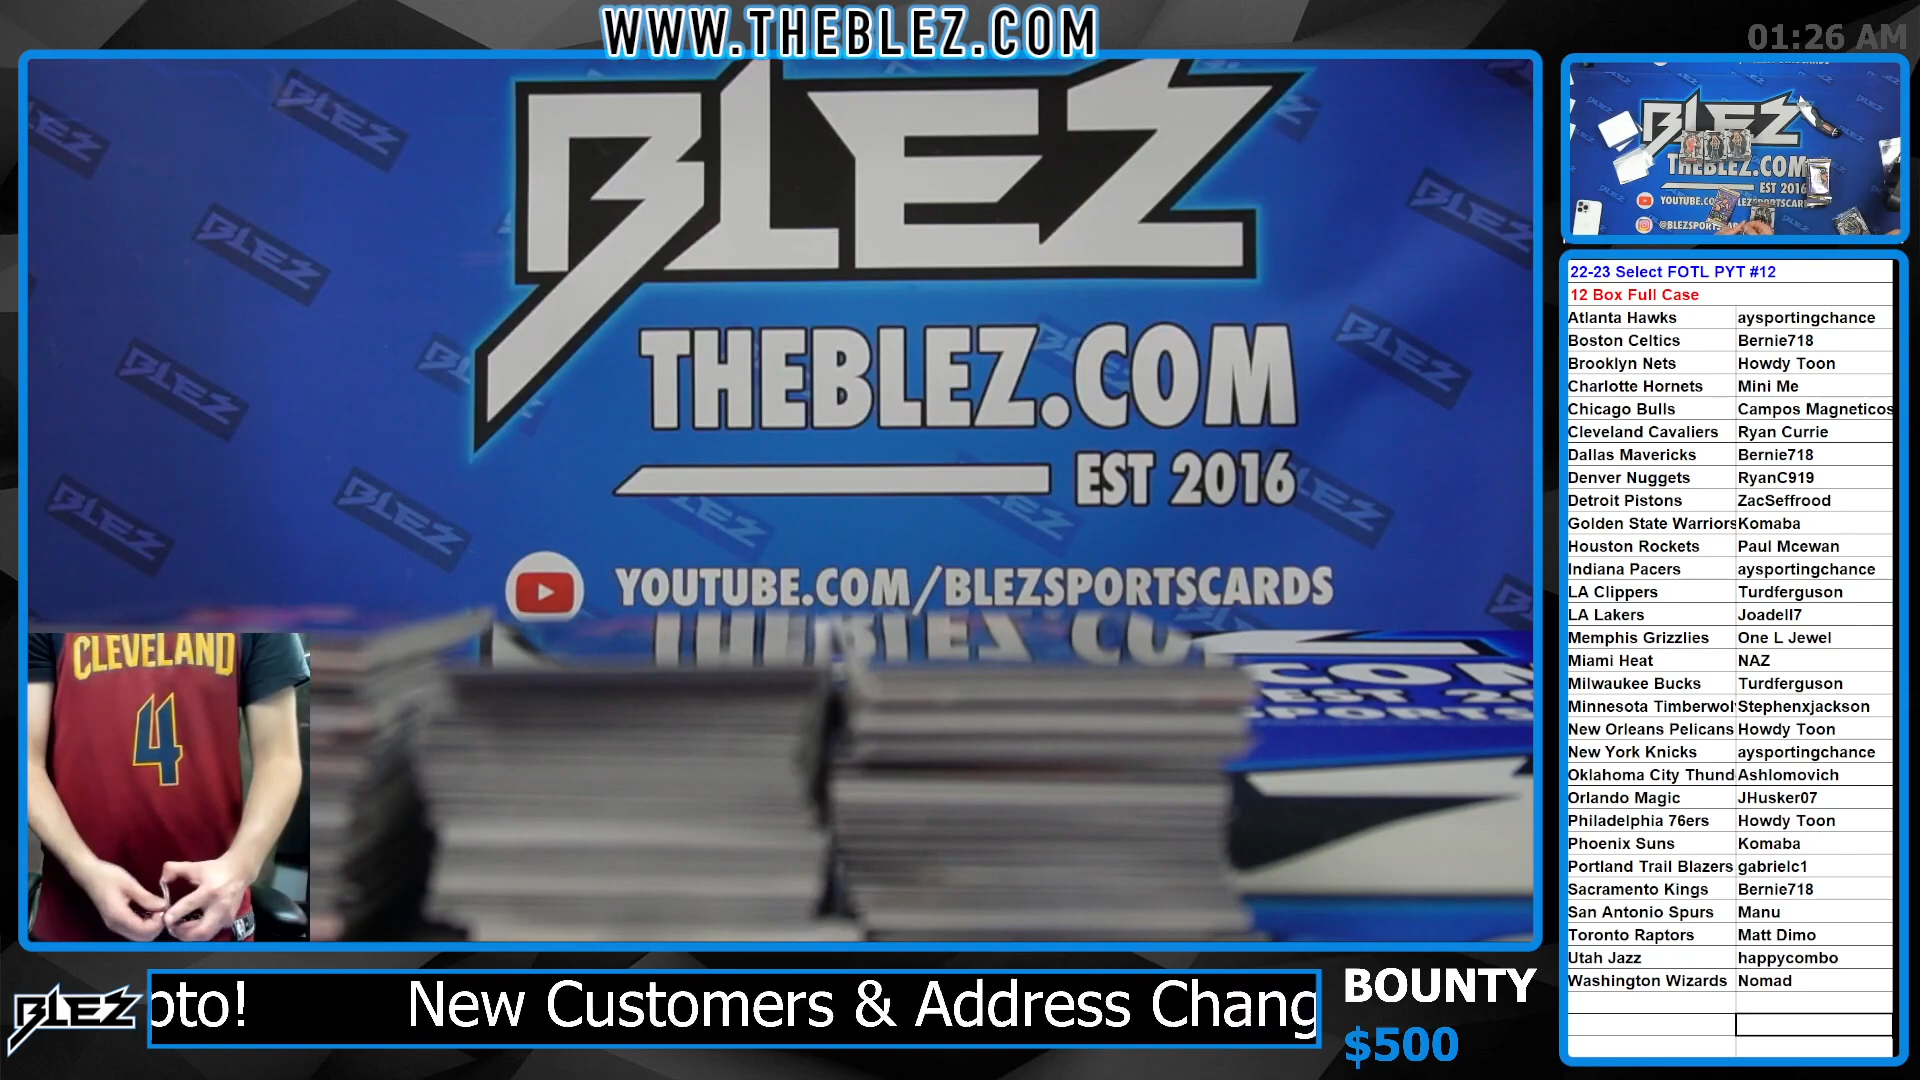 WWW.THEBLEZ.COM
01:26 AM
BLEZ
THEBLEZ.COM
EST 2016
YOUTUBE.COM/BLEZSPORTSCARDS
CLEVELAND
4
BLEZ
THEBLEZ.COM
EST 2016
22-23 Select FOTL PYT #12
12 Box Full Case
Atlanta Hawks aysportingchance
Boston Celtics Bernie718
Brooklyn Nets Howdy Toon
Charlotte Hornets Mini Me
Chicago Bulls Campos Magneticos
Cleveland Cavaliers Ryan Currie
Dallas Mavericks Bernie718
Denver Nuggets RyanC919
Detroit Pistons ZacSeffrood
Golden State Warriors Komaba
Houston Rockets Paul Mcewan
Indiana Pacers aysportingchance
LA Clippers Turdferguson
LA Lakers Joadell7
Memphis Grizzlies One L Jewel
Miami Heat NAZ
Milwaukee Bucks Turdferguson
Minnesota Timberwol Stephenxjackson
New Orleans Pelicans Howdy Toon
New York Knicks aysportingchance
Oklahoma City Thund Ashlomovich
Orlando Magic JHusker07
Philadelphia 76ers Howdy Toon
Phoenix Suns Komaba
Portland Trail Blazers gabrielc1
Sacramento Kings Bernie718
San Antonio Spurs Manu
Toronto Raptors Matt Dimo
Utah Jazz happycombo
Washington Wizards Nomad
BLEZ
pto! New Customers & Address Chang
BOUNTY
$500